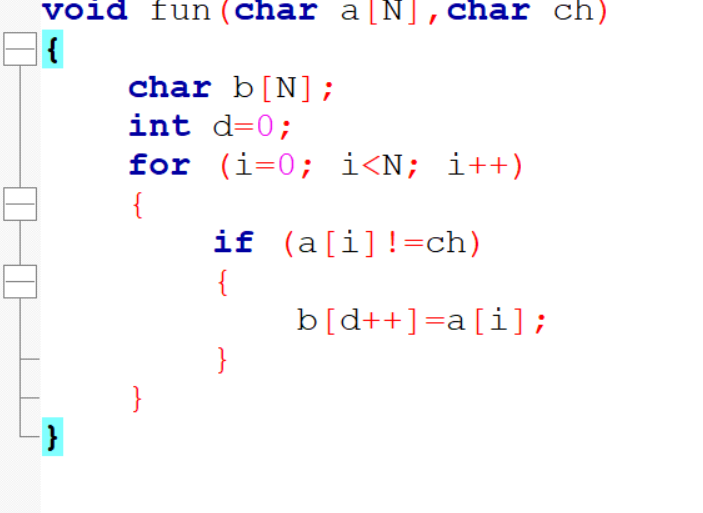 void fun(char a[N],char ch)
{
char b[N];
int d=0;
for (i=0; i<N; i++)
{
if (a[i]!=ch)
{
b[d++]=a[i];
}
}
}